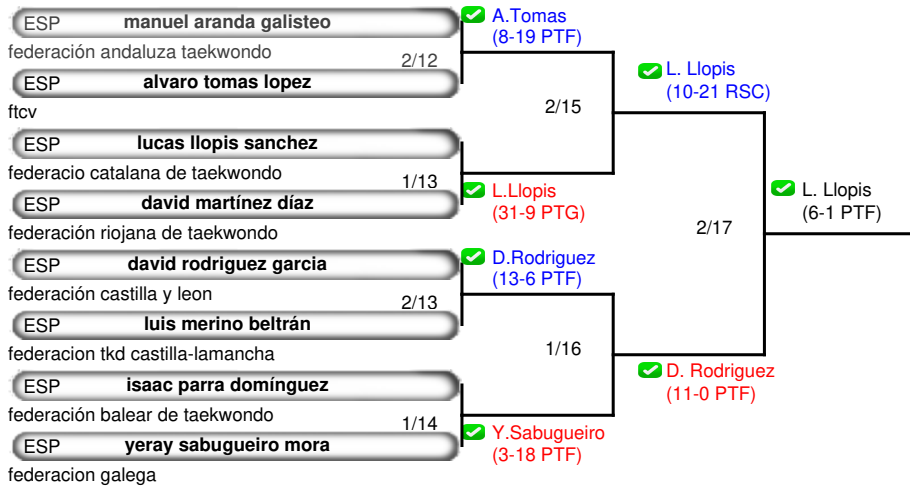 ESP manuel aranda galisteo
federación andaluza taekwondo
2/12
ESP alvaro tomas lopez
ftcv
ESP lucas llopis sanchez
federacio catalana de taekwondo
1/13
ESP david martínez díaz
federación riojana de taekwondo
ESP david rodriguez garcia
federación castilla y leon
2/13
ESP luis merino beltrán
federacion tkd castilla-lamancha
ESP isaac parra domínguez
federación balear de taekwondo
1/14
ESP yeray sabugueiro mora
federacion galega
A.Tomas
(8-19 PTF)
2/15
L.Llopis
(31-9 PTG)
D.Rodriguez
(13-6 PTF)
1/16
Y.Sabugueiro
(3-18 PTF)
L. Llopis
(10-21 RSC)
2/17
D. Rodriguez
(11-0 PTF)
L. Llopis
(6-1 PTF)